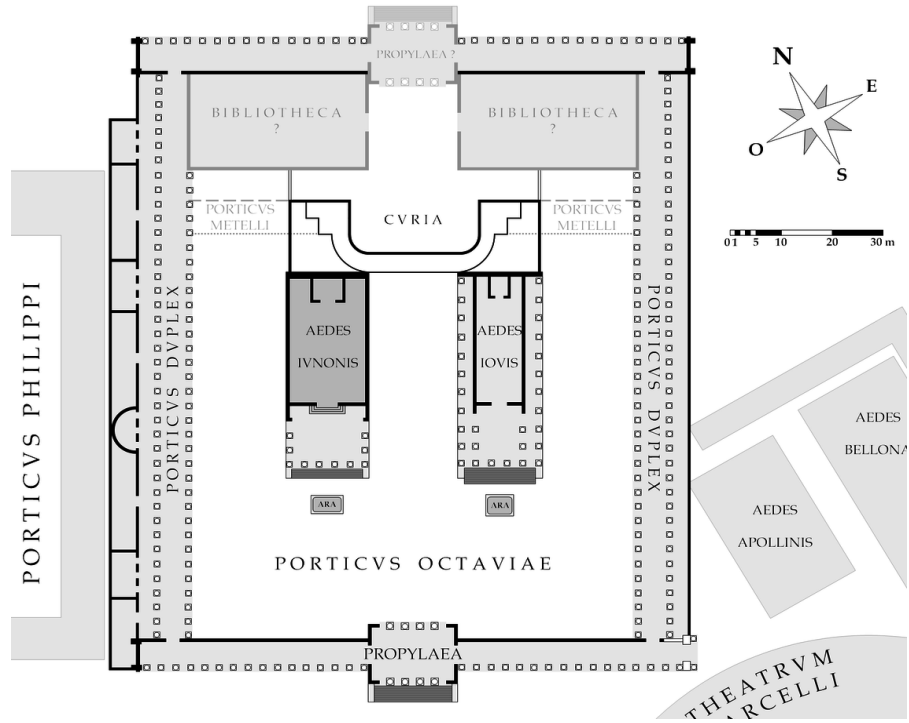 PROPYLAEA ?
BIBLIOTHECA
?
BIBLIOTHECA
?
N
E
O
S
PORTICVS
METELLI
CVRIA
PORTICVS
METELLI
0 1 5 10 20 30 m
PORTICVS PHILIPPI
PORTICVS DVPLEX
AEDES
IVNONIS
AEDES
IOVIS
PORTICVS DVPLEX
AEDES
BELLONA
AEDES
APOLLINIS
ARA
ARA
PORTICVS OCTAVIAE
PROPYLAEA
THEATRVM
ARCELLI